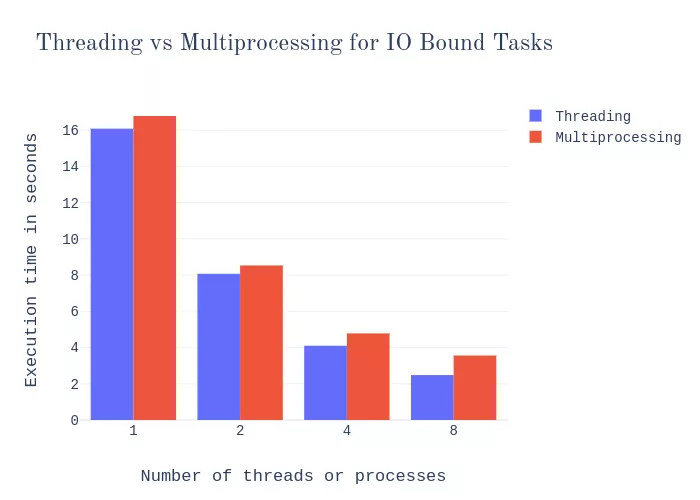 Threading vs Multiprocessing for IO Bound Tasks
Threading
Multiprocessing
Execution time in seconds
16
14
12
10
8
6
4
2
0
1 2 4 8
Number of threads or processes